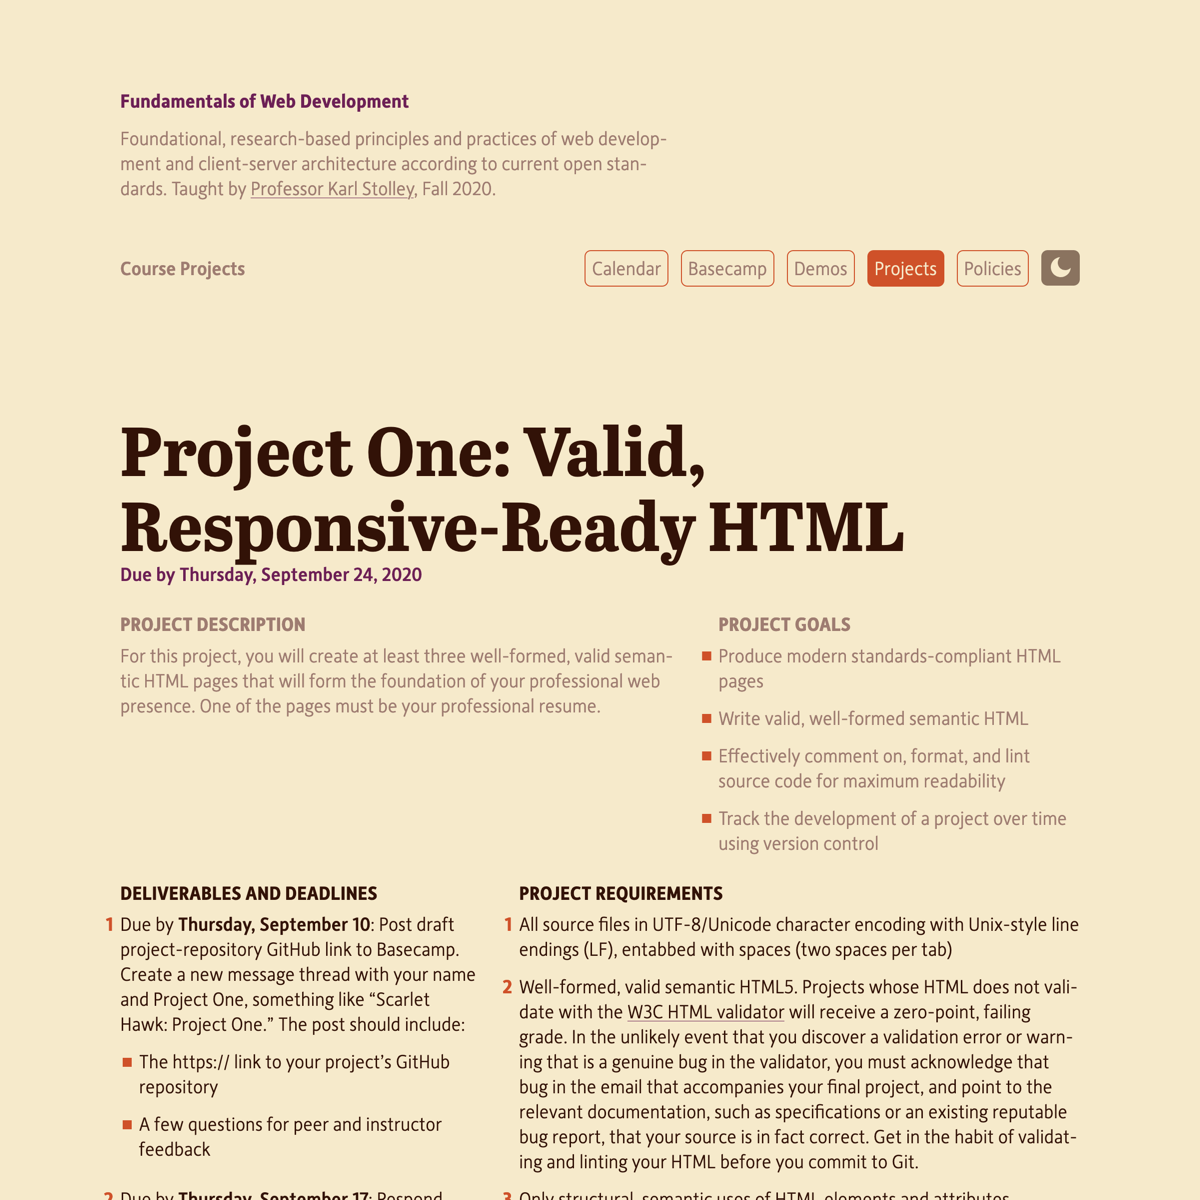 Fundamentals of Web Development
Foundational, research-based principles and practices of web develop-
ment and client-server architecture according to current open stan-
dards. Taught by Professor Karl Stolley, Fall 2020.
Course Projects
Calendar
Basecamp
Demos
Projects
Policies
Project One: Valid,
Responsive-Ready HTML
Due by Thursday, September 24, 2020
PROJECT DESCRIPTION
For this project, you will create at least three well-formed, valid seman-
tic HTML pages that will form the foundation of your professional web
presence. One of the pages must be your professional resume.
PROJECT GOALS
Produce modern standards-compliant HTML
pages
Write valid, well-formed semantic HTML
Effectively comment on, format, and lint
source code for maximum readability
Track the development of a project over time
using version control
DELIVERABLES AND DEADLINES
1 Due by Thursday, September 10: Post draft
project-repository GitHub link to Basecamp.
Create a new message thread with your name
and Project One, something like “Scarlet
Hawk: Project One.” The post should include:
The https:// link to your project’s GitHub
repository
A few questions for peer and instructor
feedback
2 Due by Thursday, September 17: Respond
PROJECT REQUIREMENTS
1 All source files in UTF-8/Unicode character encoding with Unix-style line
endings (LF), entabbed with spaces (two spaces per tab)
2 Well-formed, valid semantic HTML5. Projects whose HTML does not vali-
date with the W3C HTML validator will receive a zero-point, failing
grade. In the unlikely event that you discover a validation error or warn-
ing that is a genuine bug in the validator, you must acknowledge that
bug in the email that accompanies your final project, and point to the
relevant documentation, such as specifications or an existing reputable
bug report, that your source is in fact correct. Get in the habit of validat-
ing and linting your HTML before you commit to Git.
3 Only structural, semantic uses of HTML elements and attributes.